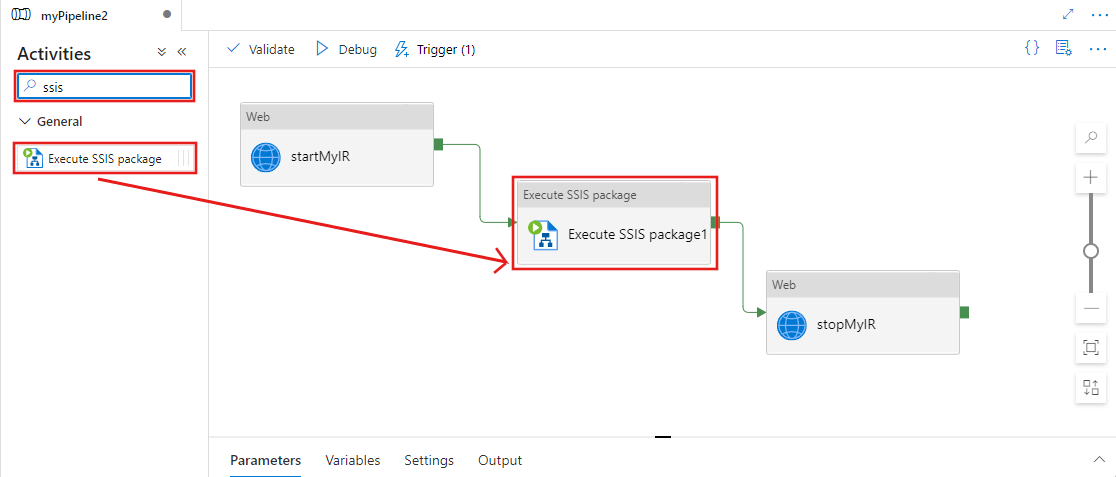 myPipeline2
Activities
ssis
General
Execute SSIS package
Validate
Debug
Trigger (1)
{}
Web
startMyIR
Execute SSIS package
Execute SSIS package1
Web
stopMyIR
Parameters
Variables
Settings
Output